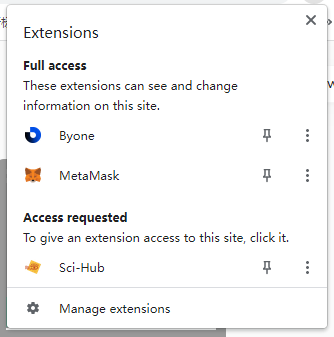 Extensions
Full access
These extensions can see and change
information on this site.
Byone
MetaMask
Access requested
To give an extension access to this site, click it.
Sci-Hub
Manage extensions